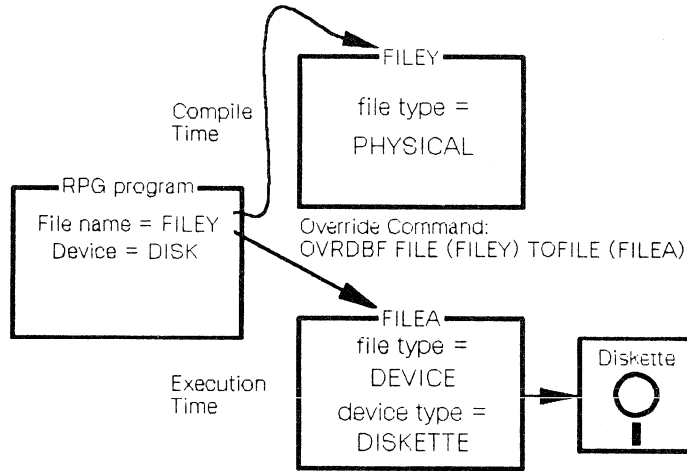 FILEY
file type =
PHYSICAL
Compile
Time
RPG program
File name = FILEY
Device = DISK
Override Command:
OVRDBF FILE (FILEY) TOFILE (FILEA)
FILEA
file type =
DEVICE
device type =
DISKETTE
Execution
Time
Diskette